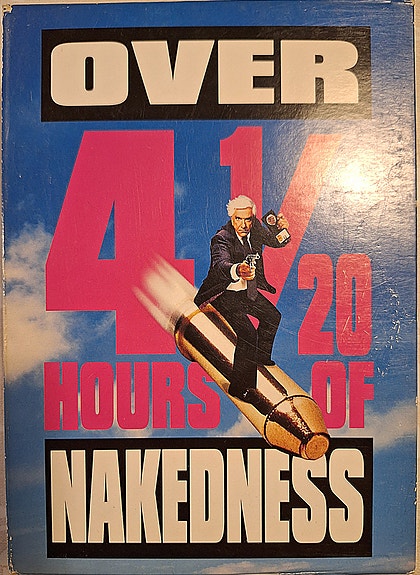 OVER
4 1/20
HOURS OF
NAKEDNESS